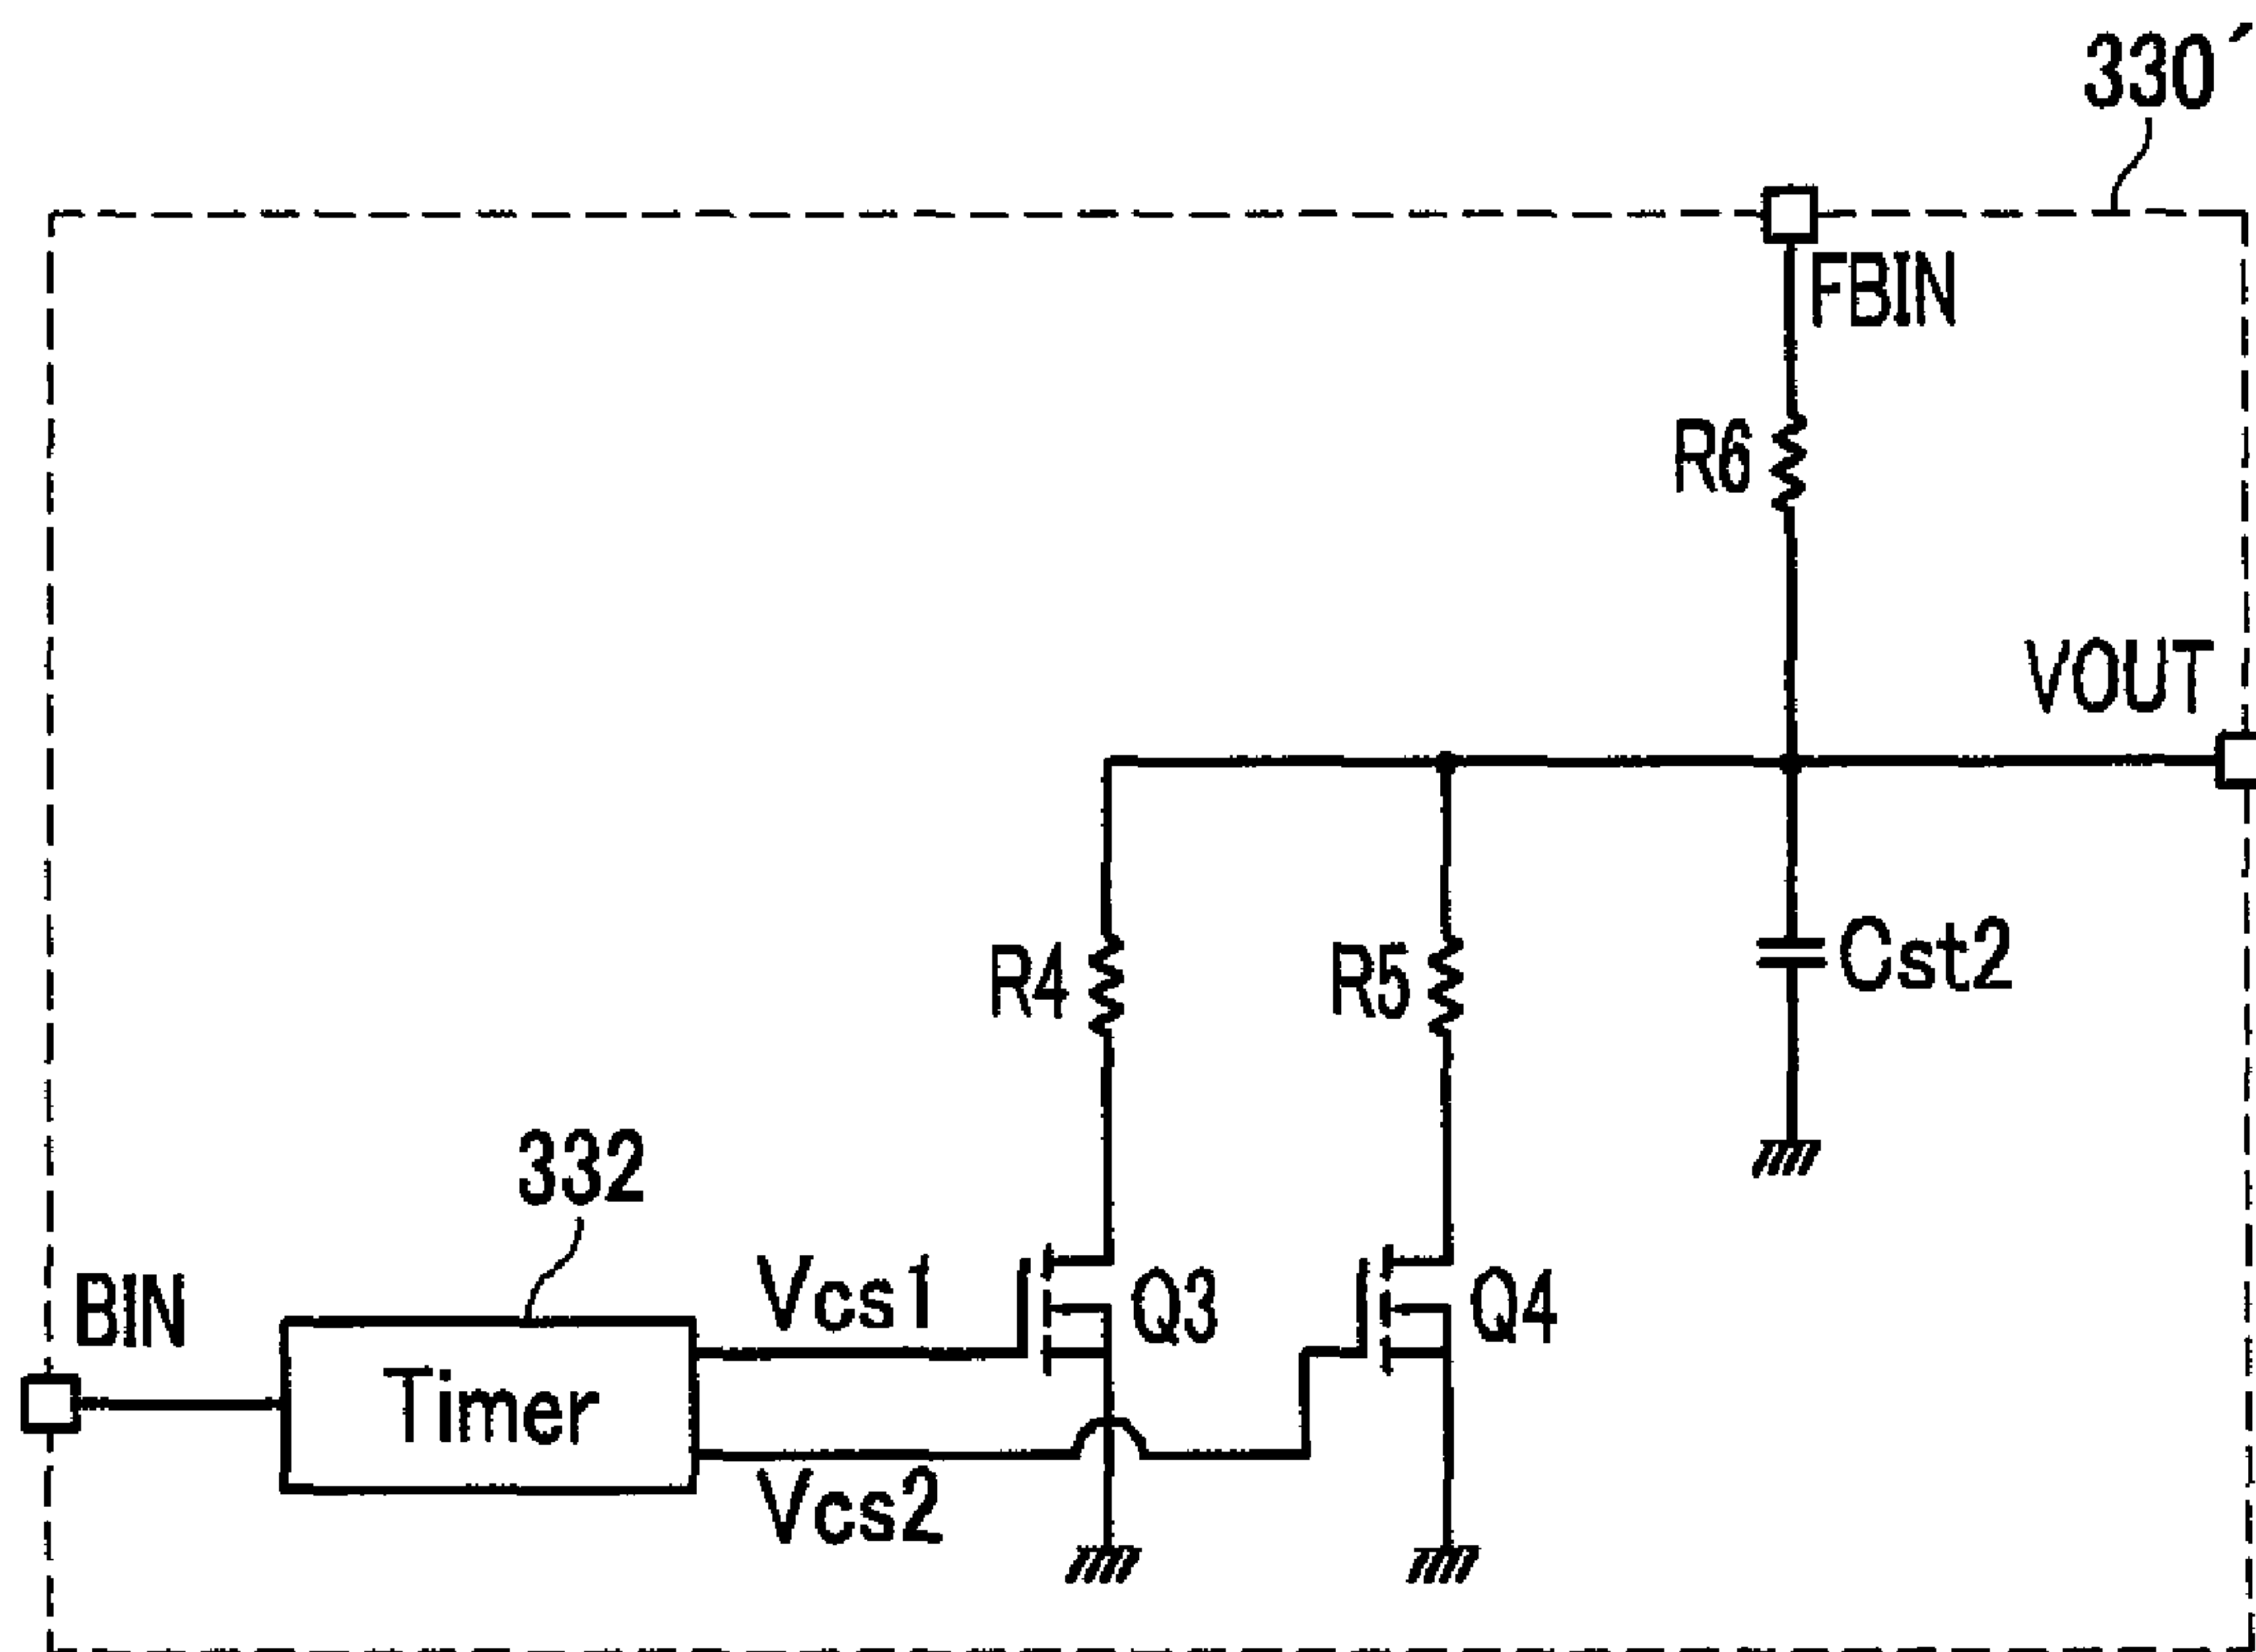 330´
FBIN
R6
VOUT
R4
R5
Cst2
332
BIN
Vcs1
Q3
Q4
Timer
Vcs2